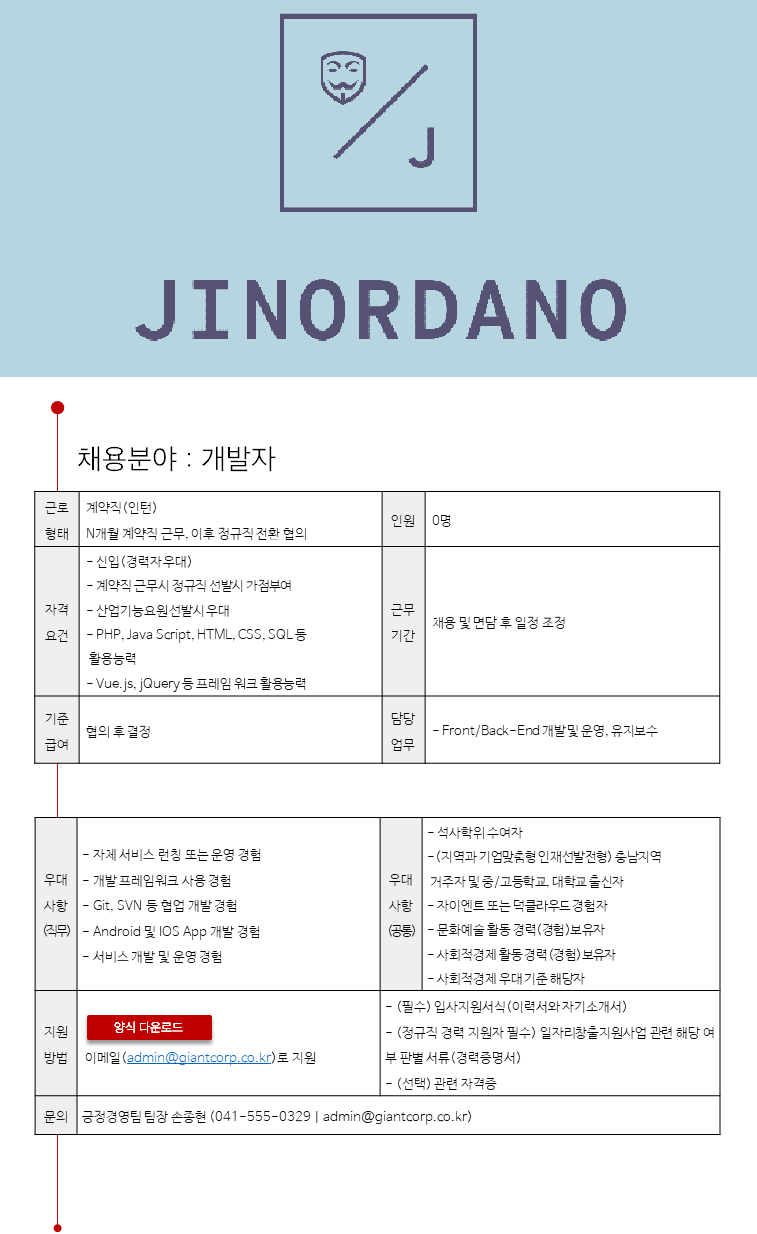 J
JINORDANO
채용분야 : 개발자
근로
형태
계약직(인턴)
N개월 계약직 근무, 이후 정규직 전환 협의
인원
0명
자격
요건
- 신입(경력자 우대)
- 계약직 근무시 정규직 선발시 가점부여
- 산업기능요원 선발시 우대
- PHP, Java Script, HTML, CSS, SQL 등
활용능력
- Vue.js, jQuery 등 프레임 워크 활용능력
근무
기간
채용 및 면담 후 일정 조정
기준
급여
협의 후 결정
담당
업무
- Front/Back-End 개발 및 운영, 유지보수
우대
사항
(직무)
- 자체 서비스 런칭 또는 운영 경험
- 개발 프레임워크 사용 경험
- Git, SVN 등 협업 개발 경험
- Android 및 IOS App 개발 경험
- 서비스 개발 및 운영 경험
우대
사항
(공통)
- 석사학위 수여자
- (지역과 기업맞춤형 인재선발전형) 충남지역
거주자 및 중/고등학교, 대학교 출신자
- 자이엔트 또는 덕클라우드 경험자
- 문화예술 활동 경력(경험)보유자
- 사회적경제 활동 경력(경험)보유자
- 사회적경제 우대 기준 해당자
지원
방법
양식 다운로드
이메일(admin@giantcorp.co.kr)로 지원
- (필수) 입사지원서식(이력서와 자기소개서)
- (정규직 경력 지원자 필수) 일자리창출지원사업 관련 해당 여
부 판별 서류(경력증명서)
- (선택) 관련 자격증
문의
긍정경영팀 팀장 손종현 (041-555-0329 | admin@giantcorp.co.kr)